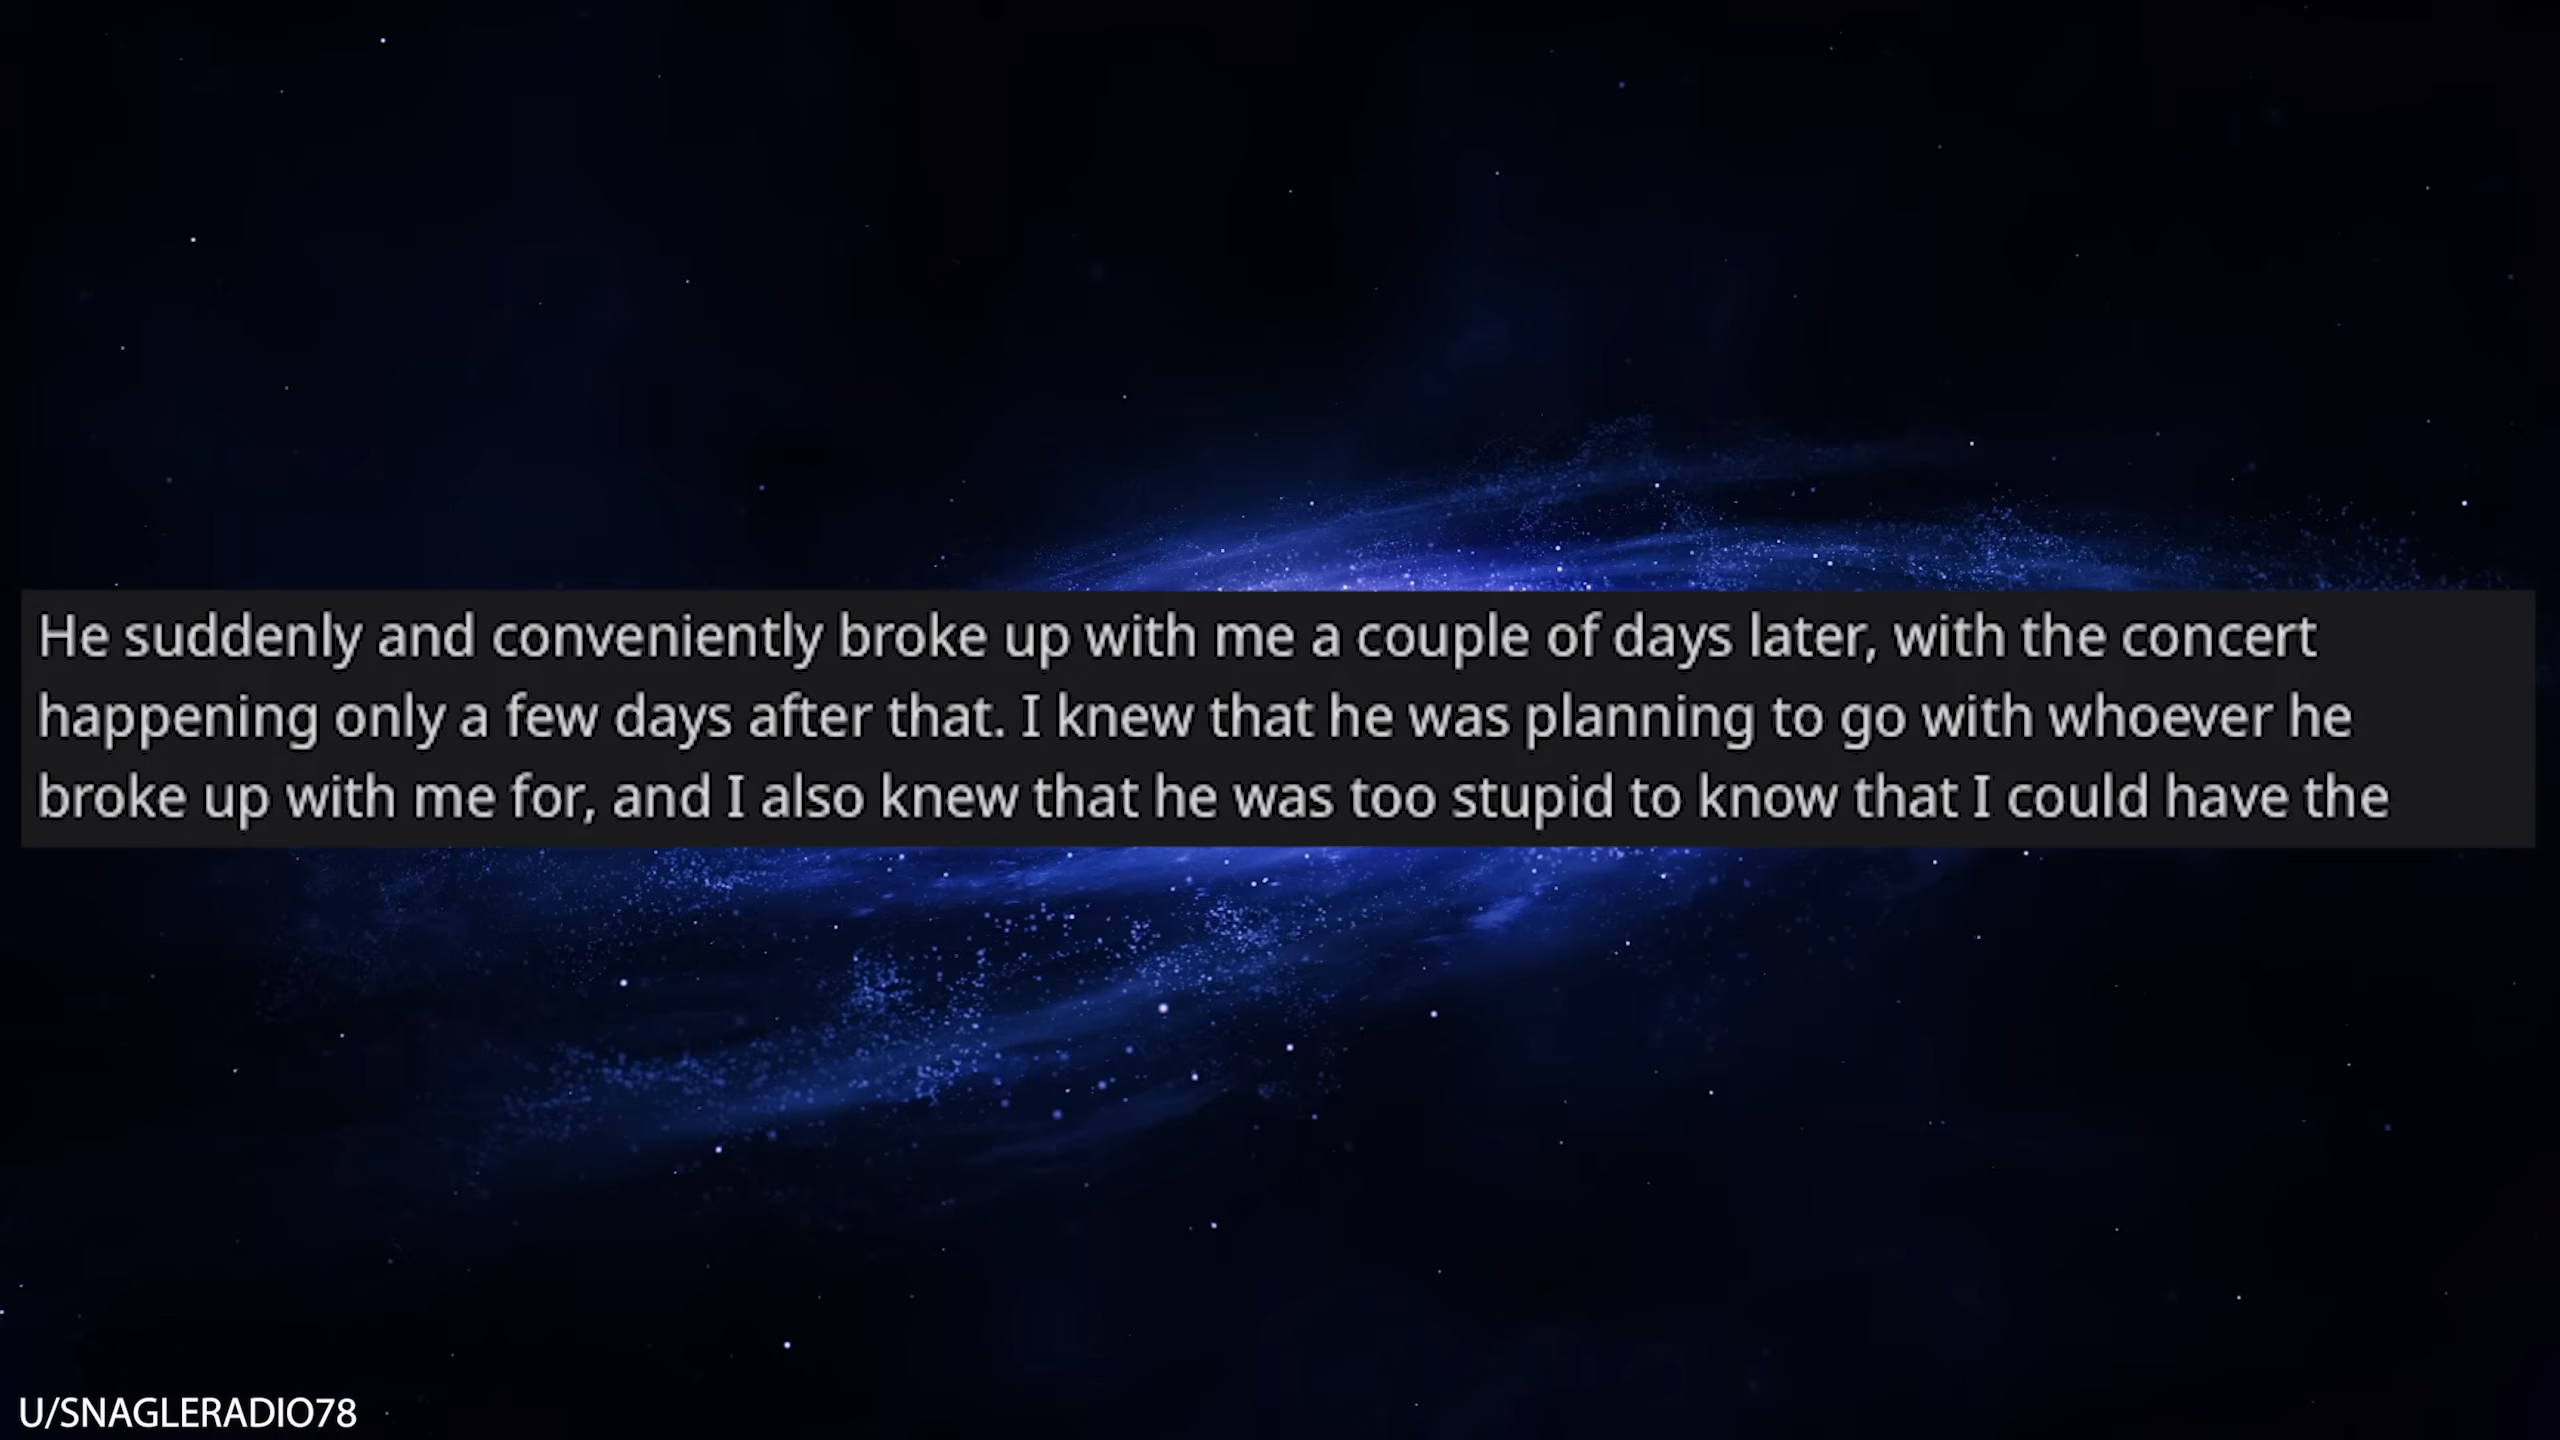 He suddenly and conveniently broke up with me a couple of days later, with the concert
happening only a few days after that. I knew that he was planning to go with whoever he
broke up with me for, and I also knew that he was too stupid to know that I could have the
U/SNAGLERADIO78